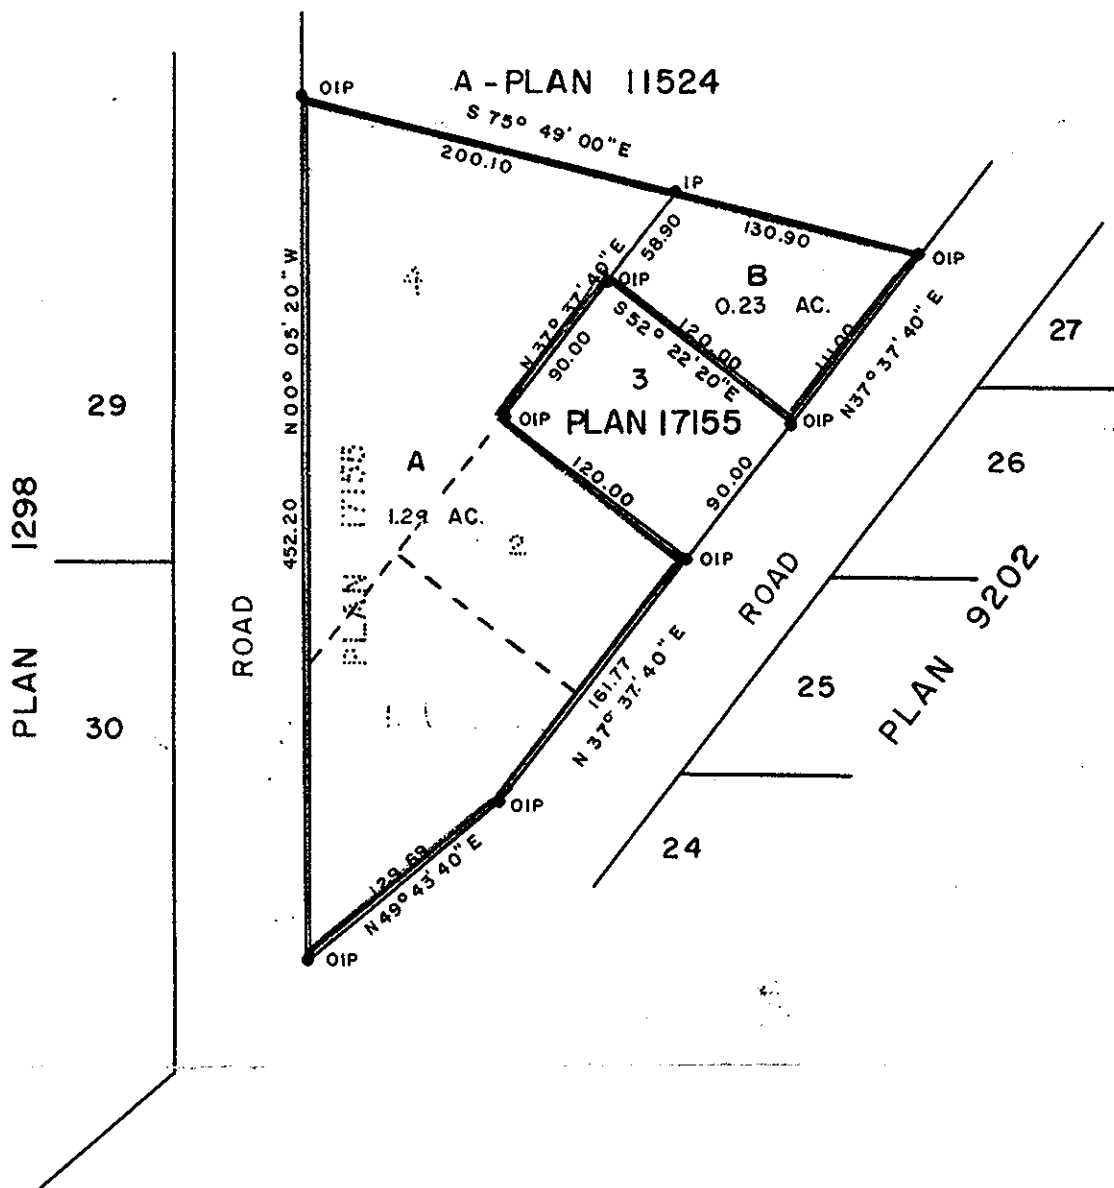 A - PLAN 11524
OIP
S 75° 49' 00" E
200.10
IP
130.90
OIP
58.90
N 37° 37' 40" E
OIP
B
0.23 AC.
4
N 00° 05' 20" W
90.00
S 52° 22' 20" E
120.00
111.00
N 37° 37' 40" E
27
3
29
OIP
PLAN 17155
OIP
A
1.29 AC.
PLAN 17155
120.00
90.00
26
PLAN 1298
452.20
2
OIP
ROAD
ROAD
PLAN 9202
161.77
N 37° 37' 40" E
25
30
1
OIP
24
129.69
N 49° 43' 40" E
OIP